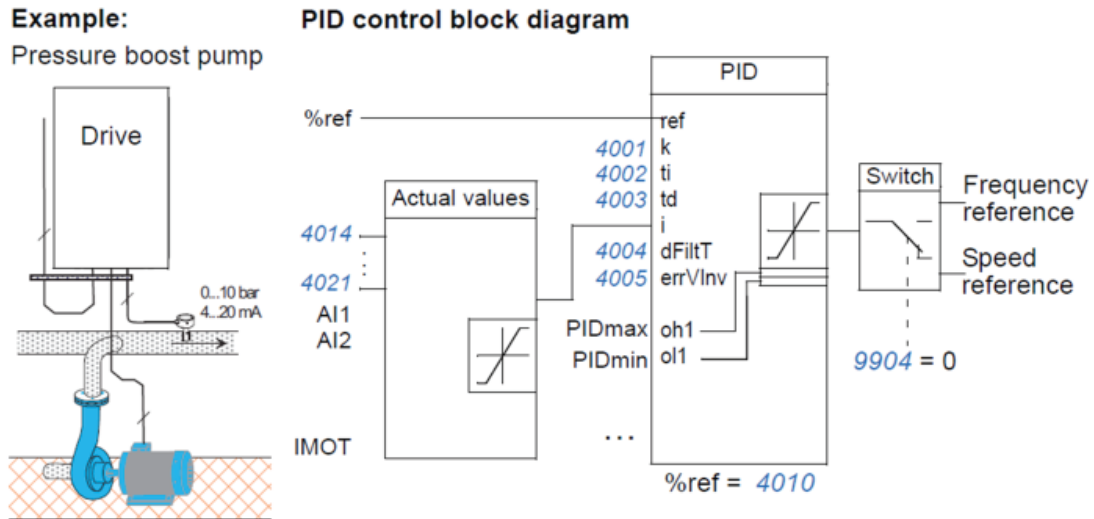 Example:
Pressure boost pump
Drive
0...10 bar
4...20 mA
PID control block diagram
PID
%ref
ref
4001 k
4002 ti
4003 td
i
4004 dFiltT
4005 errVInv
PIDmax oh1
PIDmin ol1
...
%ref = 4010
Actual values
4014
4021
AI1
AI2
IMOT
Switch
Frequency
reference
Speed
reference
9904 = 0